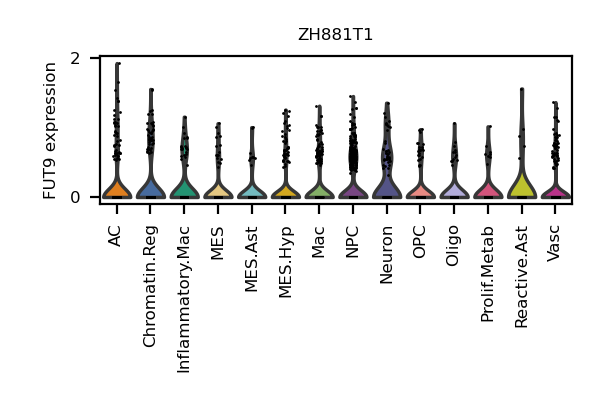 ZH881T1
FUT9 expression
2
0
AC
Chromatin.Reg
Inflammatory.Mac
MES
MES.Ast
MES.Hyp
Mac
NPC
Neuron
OPC
Oligo
Prolif.Metab
Reactive.Ast
Vasc